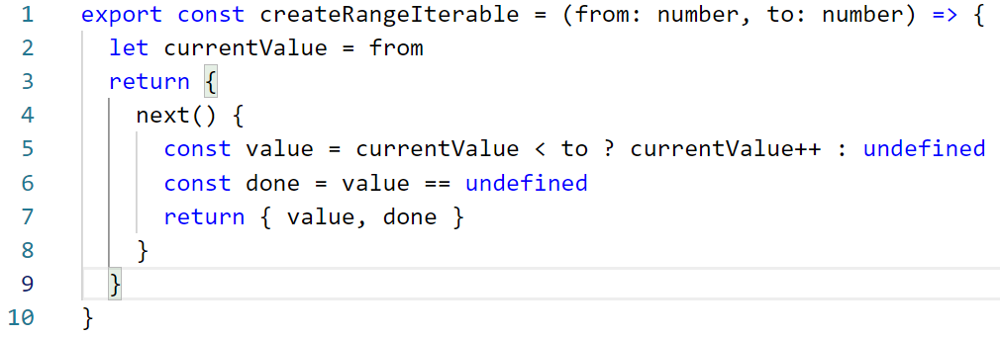 1 export const createRangeIterable = (from: number, to: number) => {
2 let currentValue = from
3 return {
4 next() {
5 const value = currentValue < to ? currentValue++ : undefined
6 const done = value == undefined
7 return { value, done }
8 }
9 }
10 }